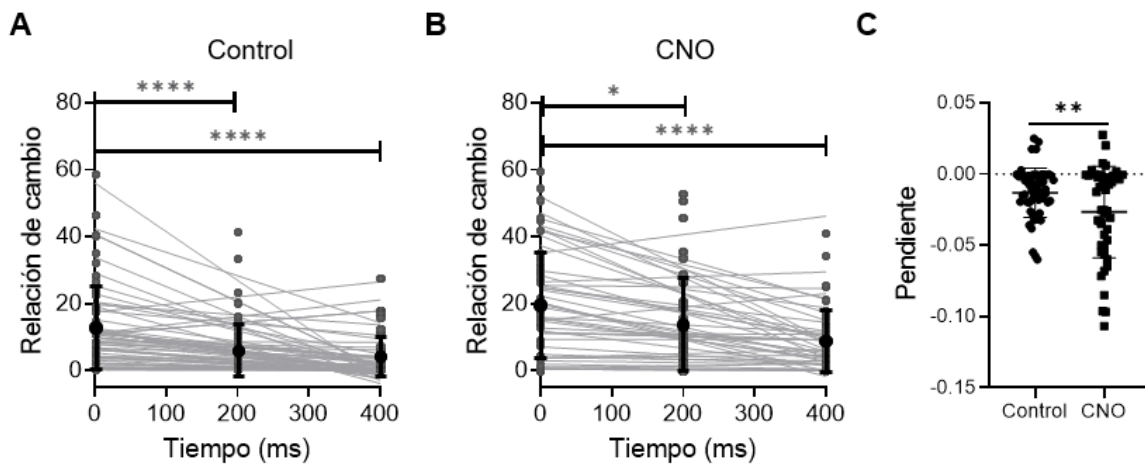 A
Control
****
****
Relación de cambio
80
60
40
20
0
0 100 200 300 400
Tiempo (ms)
B
CNO
*
****
Relación de cambio
80
60
40
20
0
0 100 200 300 400
Tiempo (ms)
C
**
Pendiente
0.05
0.00
-0.05
-0.10
-0.15
Control CNO